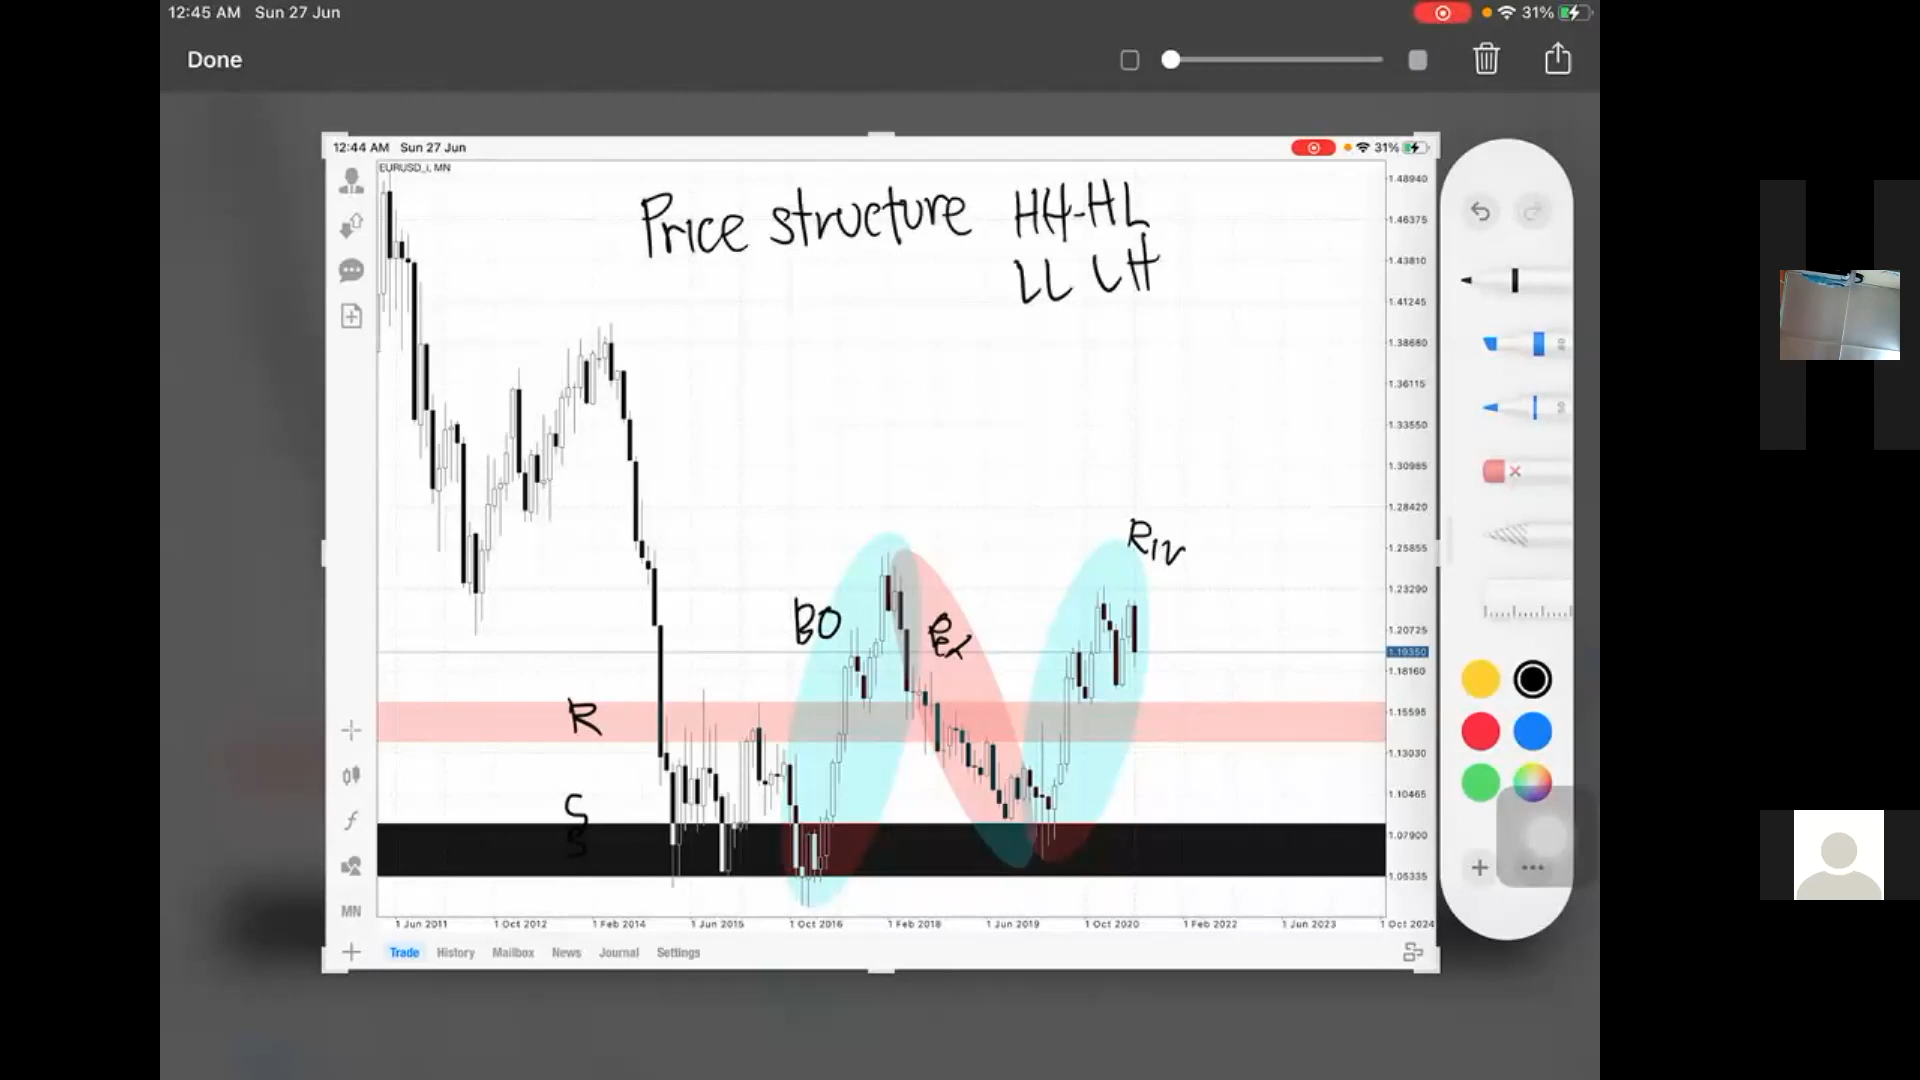 12:45 AM Sun 27 Jun
31%
Done
12:44 AM Sun 27 Jun
31%
EURUSD_i, MN
Price structure HH-HL
LL LH
BO
R
S
1.48940
1.46375
1.43810
1.41245
1.38680
1.36115
1.33550
1.30985
1.28420
1.25855
1.23290
1.20725
1.19350
1.18160
1.15595
1.13030
1.10465
1.07900
1.05335
MN
1 Jun 2011 1 Oct 2012 1 Feb 2014 1 Jun 2015 1 Oct 2016 1 Feb 2018 1 Jun 2019 1 Oct 2020 1 Feb 2022 1 Jun 2023 1 Oct 2024
Trade History Mailbox News Journal Settings
80
50